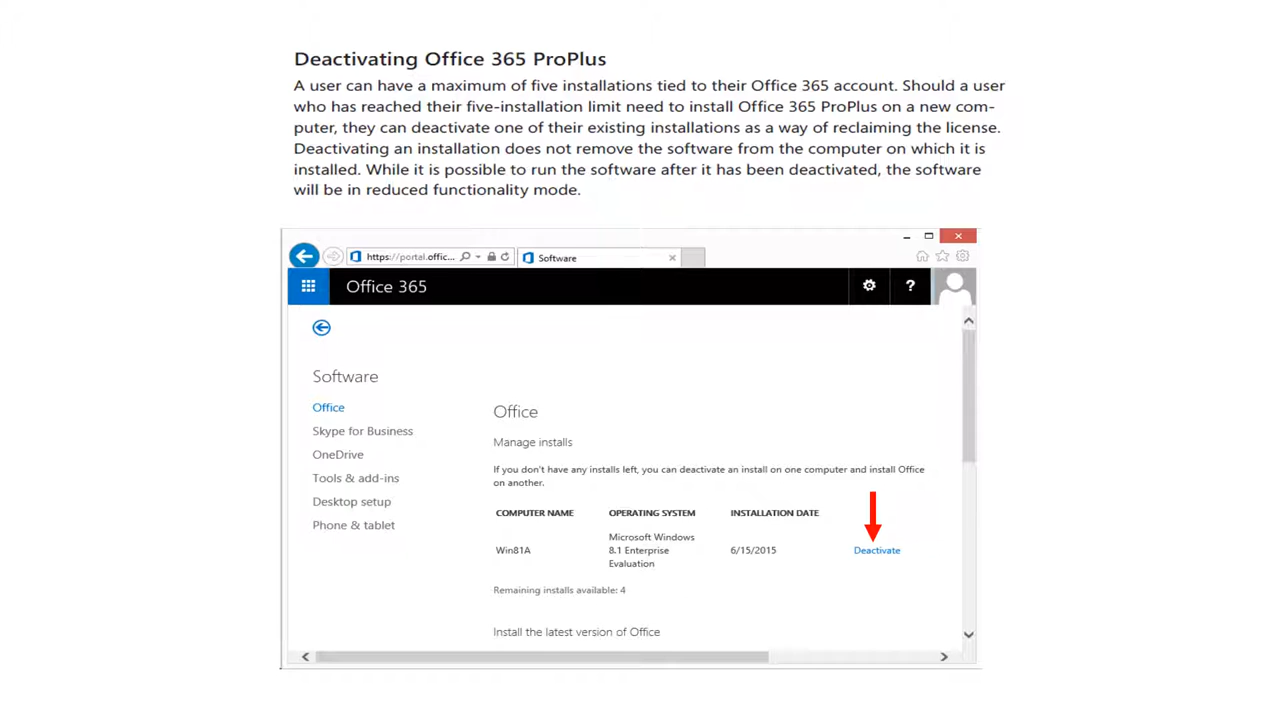 Deactivating Office 365 ProPlus
A user can have a maximum of five installations tied to their Office 365 account. Should a user
who has reached their five-installation limit need to install Office 365 ProPlus on a new com-
puter, they can deactivate one of their existing installations as a way of reclaiming the license.
Deactivating an installation does not remove the software from the computer on which it is
installed. While it is possible to run the software after it has been deactivated, the software
will be in reduced functionality mode.
https://portal.offic... Software
Office 365 ?
Software
Office
Skype for Business
OneDrive
Tools & add-ins
Desktop setup
Phone & tablet
Office
Manage installs
If you don't have any installs left, you can deactivate an install on one computer and install Office
on another.
COMPUTER NAME OPERATING SYSTEM INSTALLATION DATE
Win81A Microsoft Windows
8.1 Enterprise 6/15/2015 Deactivate
Evaluation
Remaining installs available: 4
Install the latest version of Office